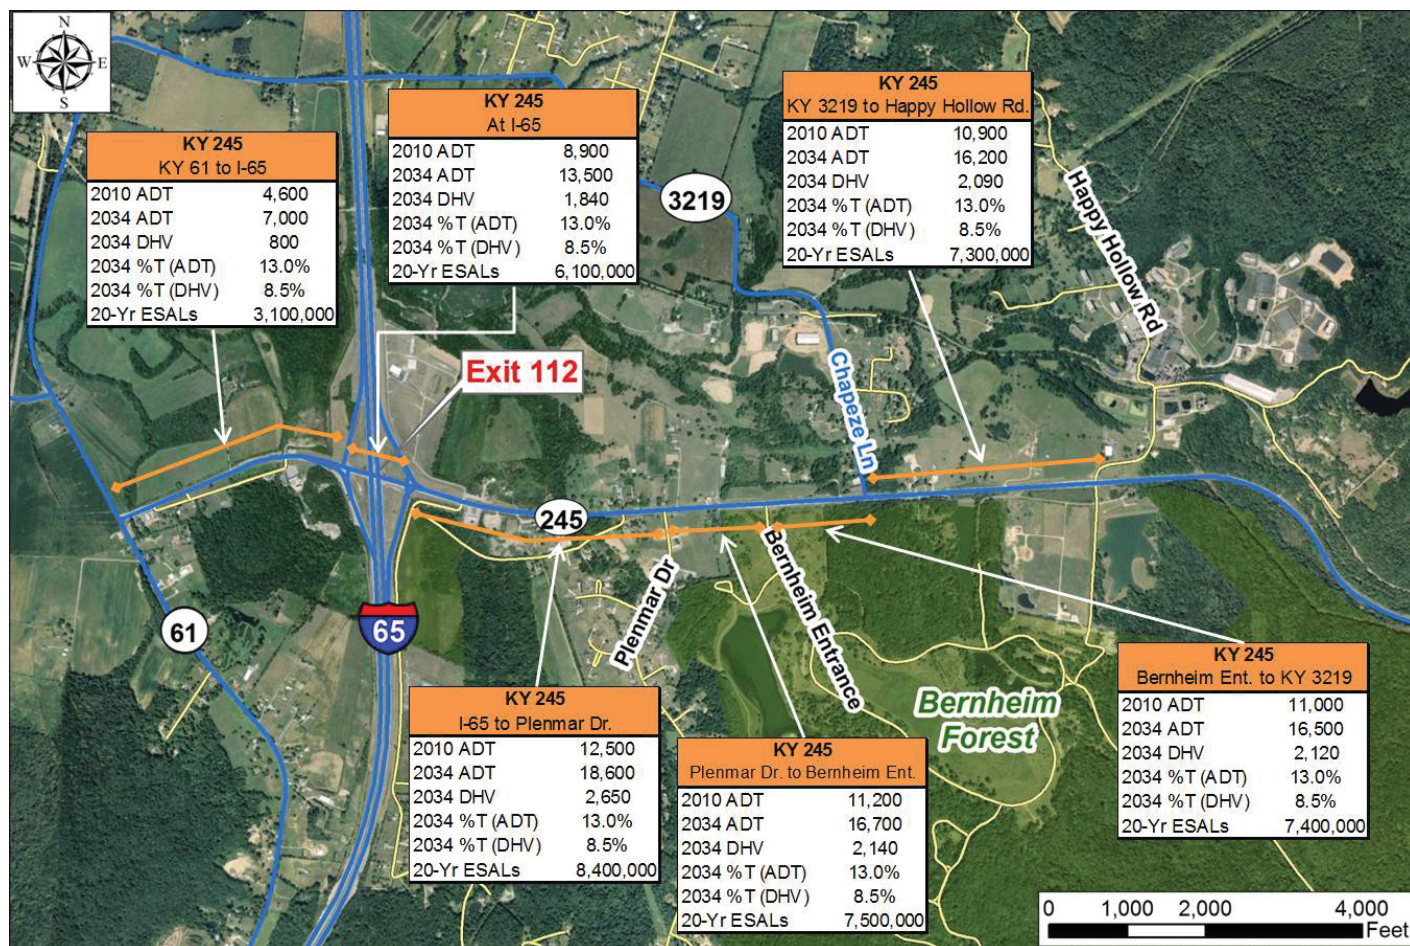 N
W E
S
KY 245
KY 61 to I-65
2010 ADT 4,600
2034 ADT 7,000
2034 DHV 800
2034 %T (ADT) 13.0%
2034 %T (DHV) 8.5%
20-Yr ESALs 3,100,000
KY 245
At I-65
2010 ADT 8,900
2034 ADT 13,500
2034 DHV 1,840
2034 %T (ADT) 13.0%
2034 %T (DHV) 8.5%
20-Yr ESALs 6,100,000
KY 245
KY 3219 to Happy Hollow Rd.
2010 ADT 10,900
2034 ADT 16,200
2034 DHV 2,090
2034 %T (ADT) 13.0%
2034 %T (DHV) 8.5%
20-Yr ESALs 7,300,000
3219
Happy Hollow Rd
Exit 112
Chapeze Ln
245
61
65
Plenmar Dr
Bernheim Entrance
Bernheim
Forest
KY 245
I-65 to Plenmar Dr.
2010 ADT 12,500
2034 ADT 18,600
2034 DHV 2,650
2034 %T (ADT) 13.0%
2034 %T (DHV) 8.5%
20-Yr ESALs 8,400,000
KY 245
Plenmar Dr. to Bernheim Ent.
2010 ADT 11,200
2034 ADT 16,700
2034 DHV 2,140
2034 %T (ADT) 13.0%
2034 %T (DHV) 8.5%
20-Yr ESALs 7,500,000
KY 245
Bernheim Ent. to KY 3219
2010 ADT 11,000
2034 ADT 16,500
2034 DHV 2,120
2034 %T (ADT) 13.0%
2034 %T (DHV) 8.5%
20-Yr ESALs 7,400,000
0 1,000 2,000 4,000
Feet